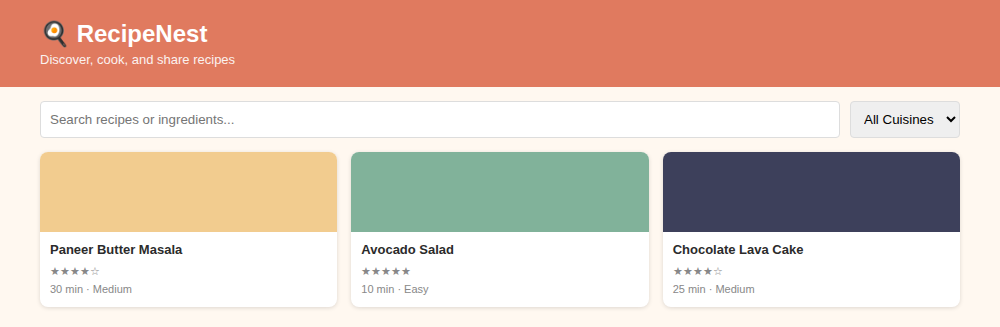 🍳 RecipeNest
Discover, cook, and share recipes
Search recipes or ingredients...
All Cuisines
Paneer Butter Masala
★★★★☆
30 min · Medium
Avocado Salad
★★★★★
10 min · Easy
Chocolate Lava Cake
★★★★☆
25 min · Medium